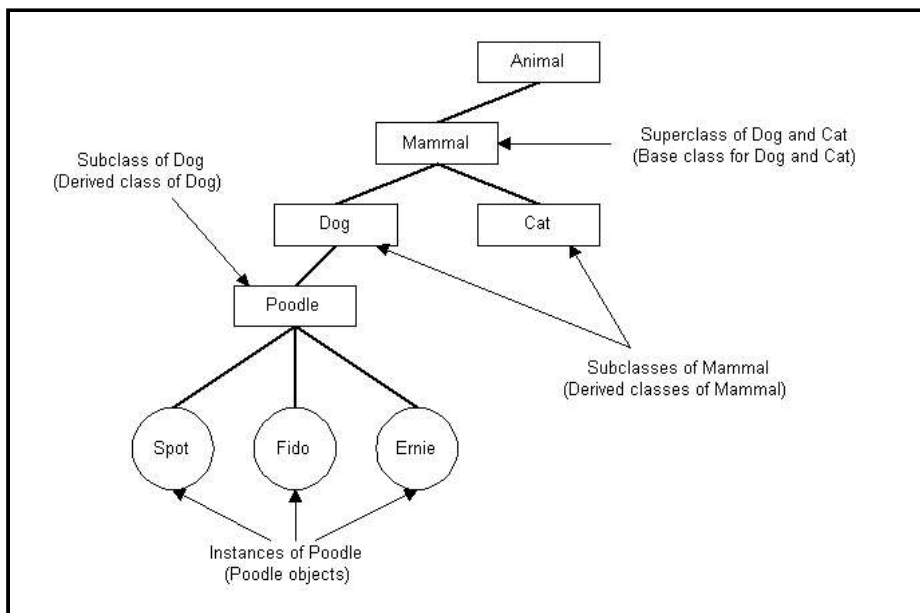 Animal
Mammal
Superclass of Dog and Cat
(Base class for Dog and Cat)
Subclass of Dog
(Derived class of Dog)
Dog
Cat
Poodle
Subclasses of Mammal
(Derived classes of Mammal)
Spot
Fido
Ernie
Instances of Poodle
(Poodle objects)